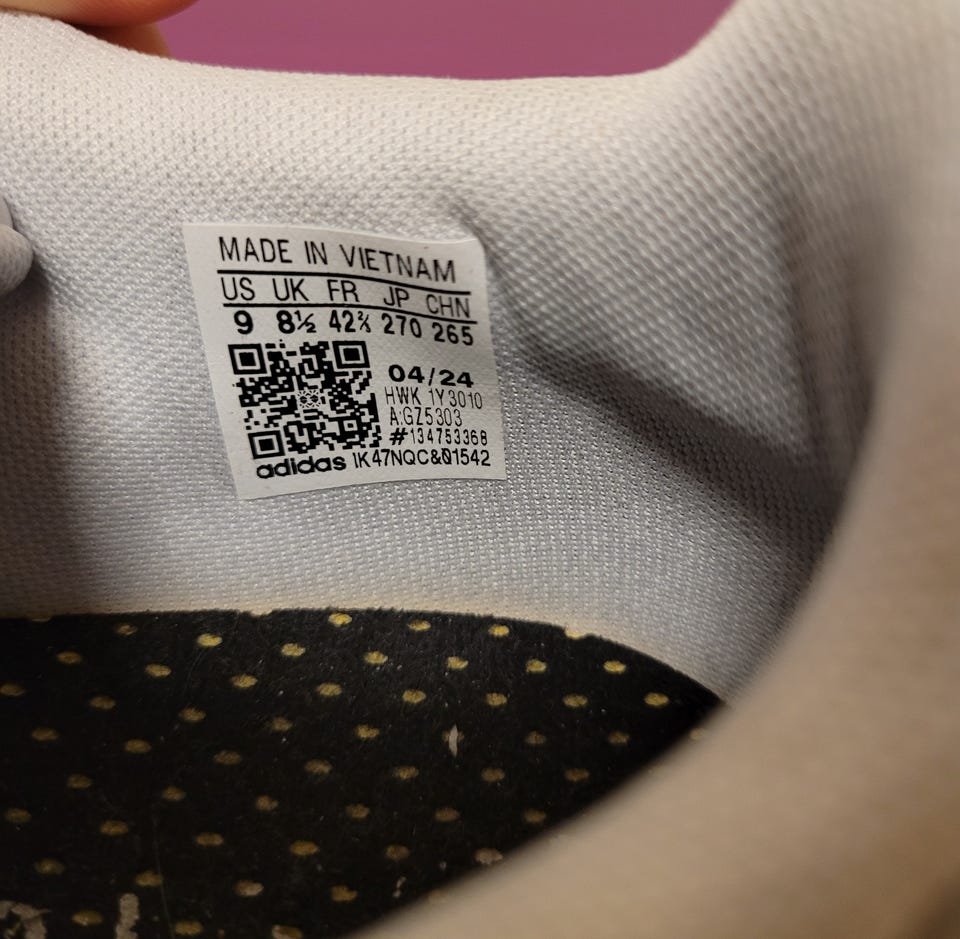 MADE IN VIETNAM
US UK FR JP CHN
9 8½ 42⅔ 270 265
04/24
HWK 1Y3010
A:GZ5303
#134753368
adidas 1K47NQC&01542